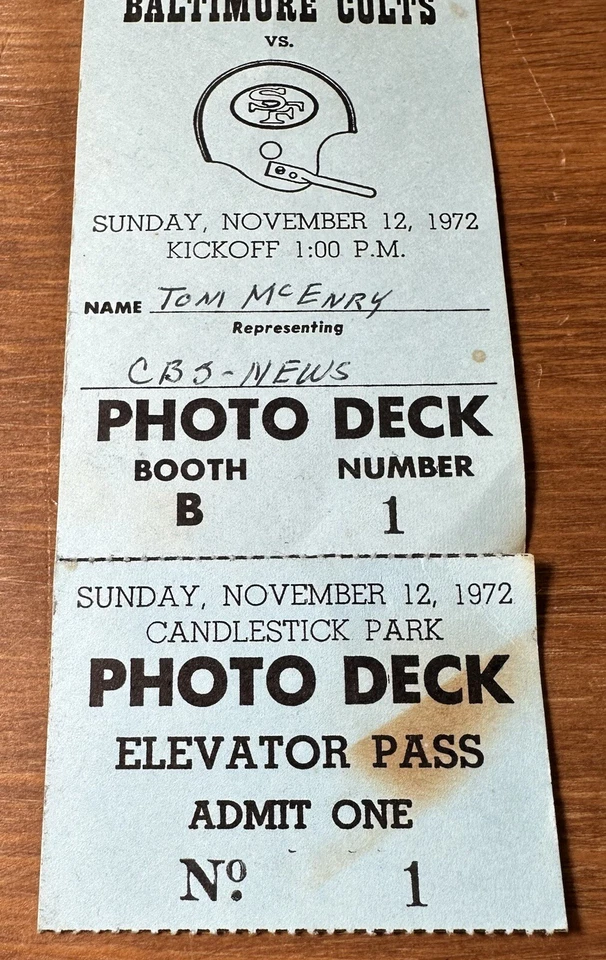 BALTIMORE COLTS
VS.
SF
SUNDAY, NOVEMBER 12, 1972
KICKOFF 1:00 P.M.
NAME TOM McENRY
Representing
CBS-NEWS
PHOTO DECK
BOOTH NUMBER
B 1
SUNDAY, NOVEMBER 12, 1972
CANDLESTICK PARK
PHOTO DECK
ELEVATOR PASS
ADMIT ONE
Nº 1